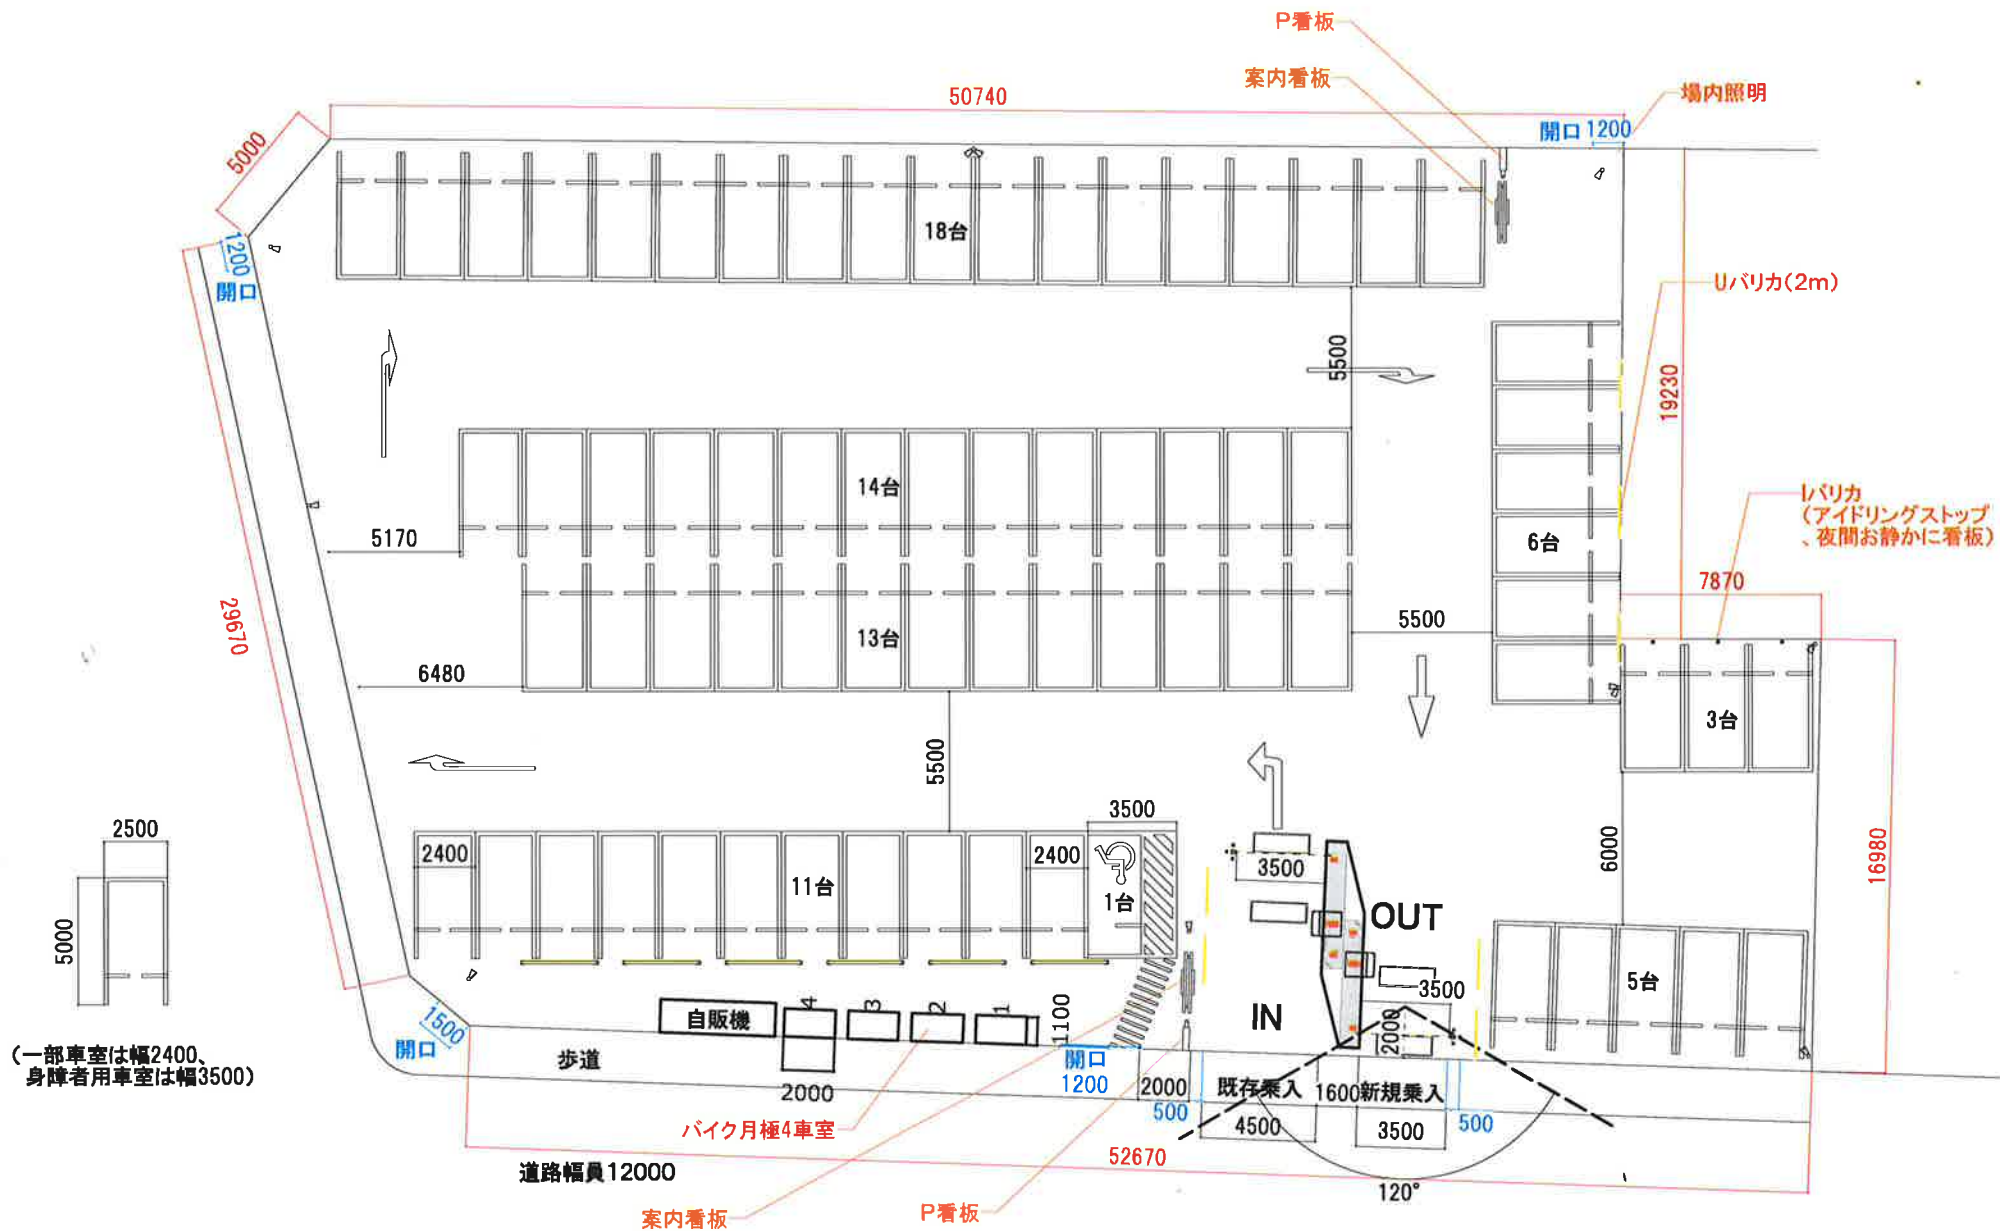 P看板
案内看板
場内照明
50740
開口 1200
5000
1200
開口
18台
Uバリカ(2m)
5500
19230
14台
Iバリカ
(アイドリングストップ
、夜間お静かに看板)
6台
5170
7870
29670
13台
5500
6480
3台
5500
3500
2500
2400
2400
3500
6000
16980
11台
1台
OUT
5000
5台
3500
自販機
4
3
2
1
1100
IN
2000
1500
開口
(一部車室は幅2400、
身障者用車室は幅3500)
歩道
開口
1200
2000
2000
既存乗入
1600
新規乗入
500
500
4500
3500
バイク月極4車室
52670
道路幅員12000
120°
案内看板
P看板